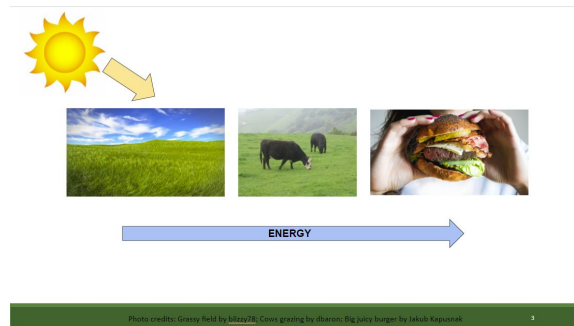 ENERGY
Photo credits: Grassy field by blizzy78; Cows grazing by dbaron; Big juicy burger by Jakub Kapusnak
3